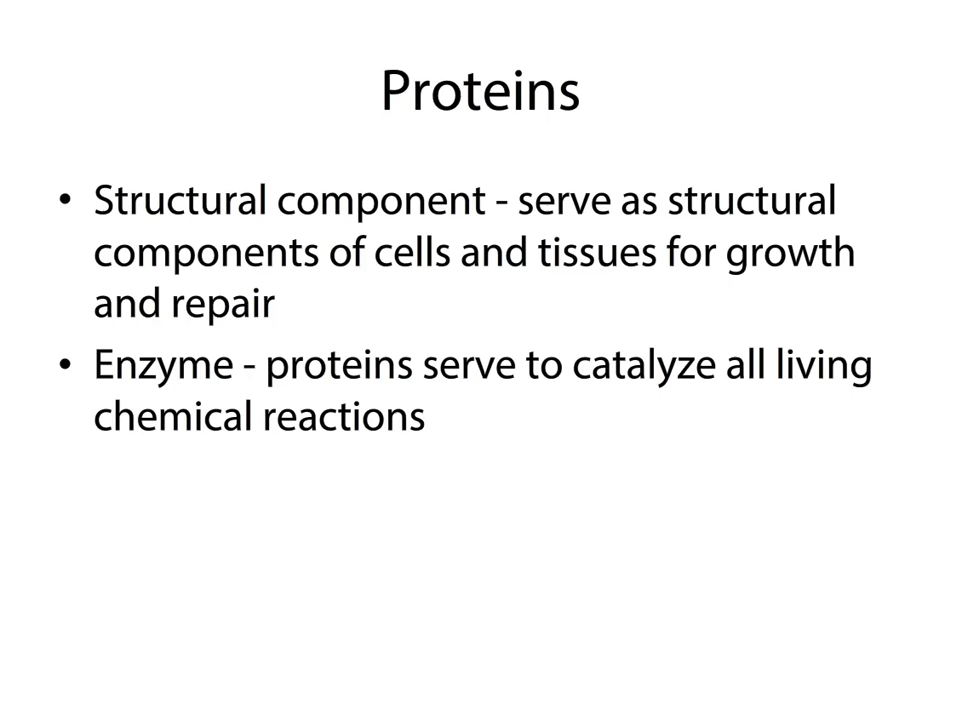 Proteins
• Structural component - serve as structural
components of cells and tissues for growth
and repair
• Enzyme - proteins serve to catalyze all living
chemical reactions